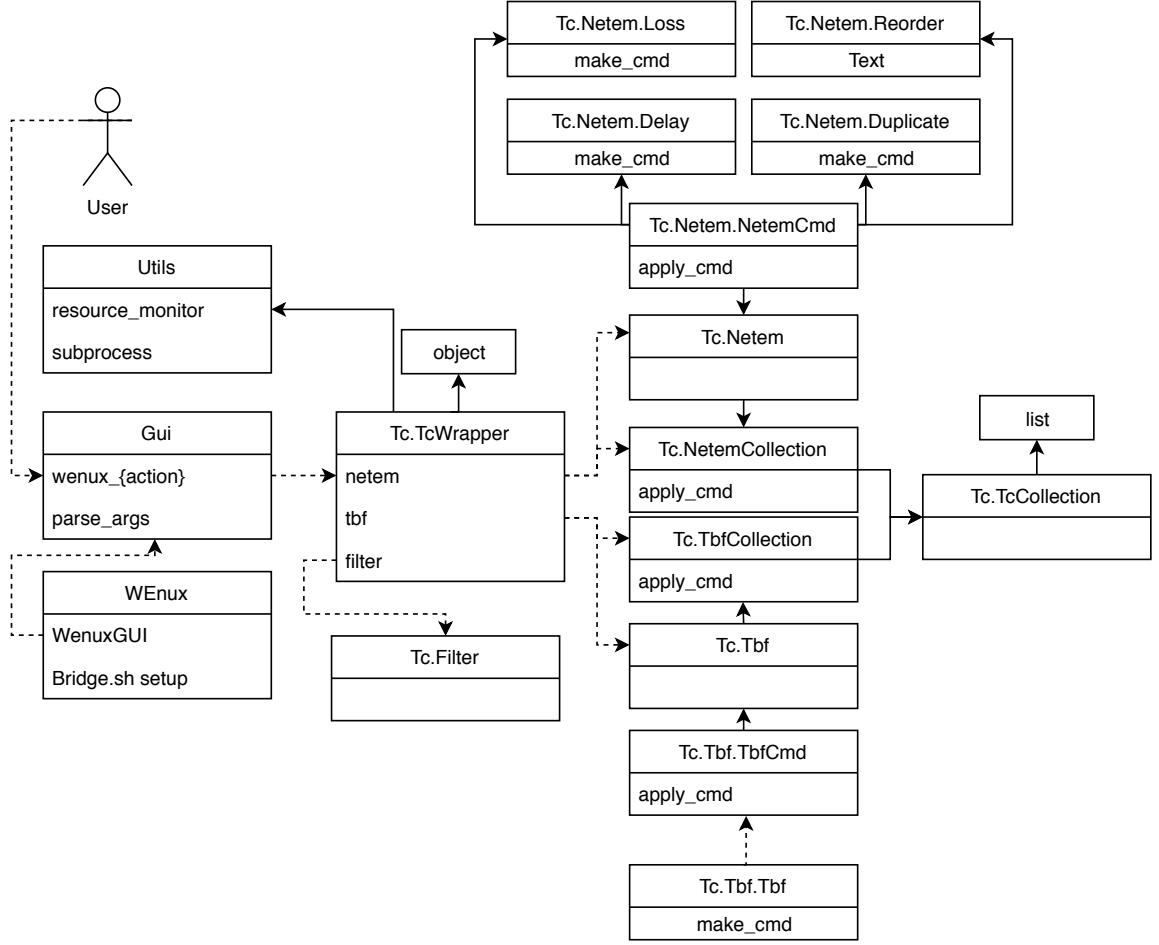 Tc.Netem.Loss
make_cmd
Tc.Netem.Reorder
Text
Tc.Netem.Delay
make_cmd
Tc.Netem.Duplicate
make_cmd
User
Tc.Netem.NetemCmd
apply_cmd
Utils
resource_monitor
subprocess
Tc.Netem
object
Gui
wenux_{action}
parse_args
Tc.TcWrapper
netem
tbf
filter
Tc.NetemCollection
apply_cmd
list
Tc.TcCollection
Tc.TbfCollection
apply_cmd
WEnux
WenuxGUI
Bridge.sh setup
Tc.Filter
Tc.Tbf
Tc.Tbf.TbfCmd
apply_cmd
Tc.Tbf.Tbf
make_cmd